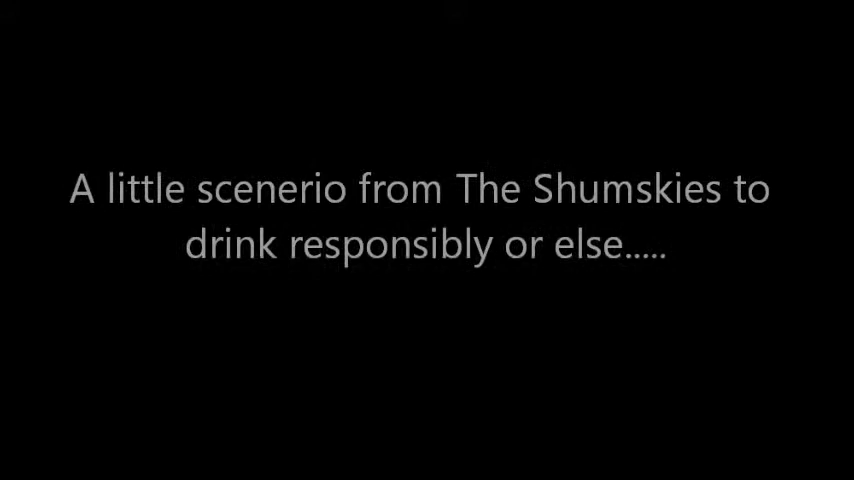 A little scenerio from The Shumskies to
drink responsibly or else.....